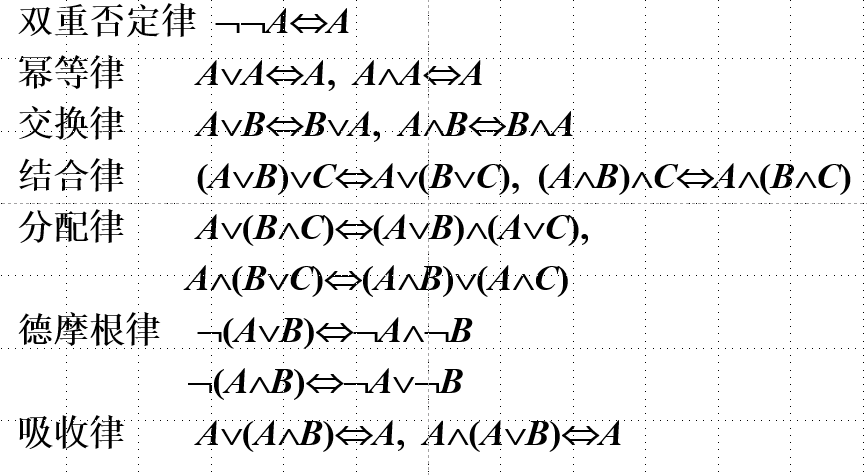 双重否定律 ¬¬A⇔A
幂等律 A∨A⇔A, A∧A⇔A
交换律 A∨B⇔B∨A, A∧B⇔B∧A
结合律 (A∨B)∨C⇔A∨(B∨C), (A∧B)∧C⇔A∧(B∧C)
分配律 A∨(B∧C)⇔(A∨B)∧(A∨C),
A∧(B∨C)⇔(A∧B)∨(A∧C)
德摩根律 ¬(A∨B)⇔¬A∧¬B
¬(A∧B)⇔¬A∨¬B
吸收律 A∨(A∧B)⇔A, A∧(A∨B)⇔A